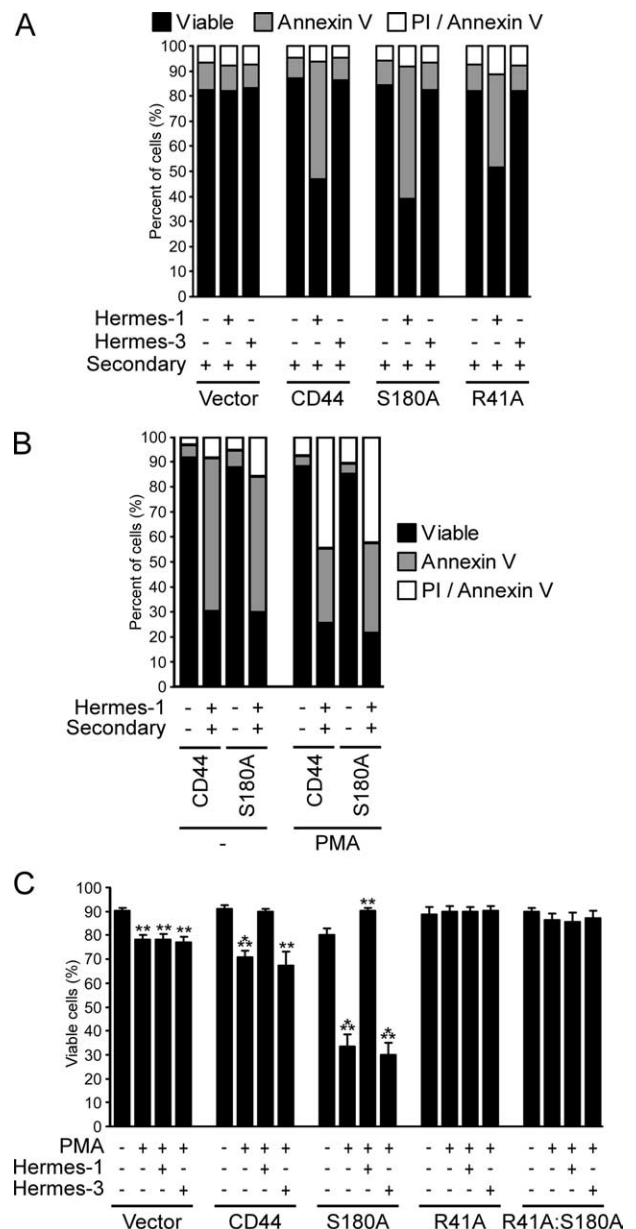 A
Viable Annexin V PI / Annexin V
Percent of cells (%)
100
90
80
70
60
50
40
30
20
10
0
Hermes-1 - + - - + - - + - - + -
Hermes-3 - - + - - + - - + - - +
Secondary + + + + + + + + + + + +
Vector CD44 S180A R41A
B
Percent of cells (%)
100
90
80
70
60
50
40
30
20
10
0
Viable
Annexin V
PI / Annexin V
Hermes-1 - + - + - + - +
Secondary - + - + - + - +
CD44 S180A CD44 S180A
- PMA
C
Viable cells (%)
100
90
80
70
60
50
40
30
20
10
0
** ** ** *** ** *** ** ***
PMA - + + + - + + + - + + + - + + + - + + +
Hermes-1 - - + - - - + - - - + - - - + - - - + -
Hermes-3 - - - + - - - + - - - + - - - + - - - +
Vector CD44 S180A R41A R41A:S180A